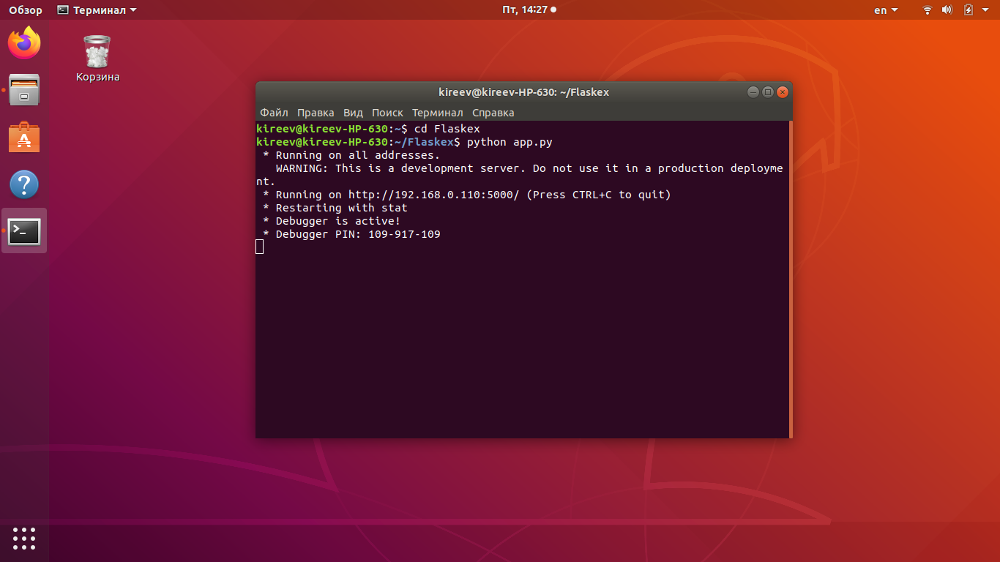 Обзор
Терминал
Пт, 14:27
en
Корзина
kireev@kireev-HP-630: ~/Flaskex
Файл Правка Вид Поиск Терминал Справка
kireev@kireev-HP-630:~$ cd Flaskex
kireev@kireev-HP-630:~/Flaskex$ python app.py
 * Running on all addresses.
   WARNING: This is a development server. Do not use it in a production deployme
nt.
 * Running on http://192.168.0.110:5000/ (Press CTRL+C to quit)
 * Restarting with stat
 * Debugger is active!
 * Debugger PIN: 109-917-109